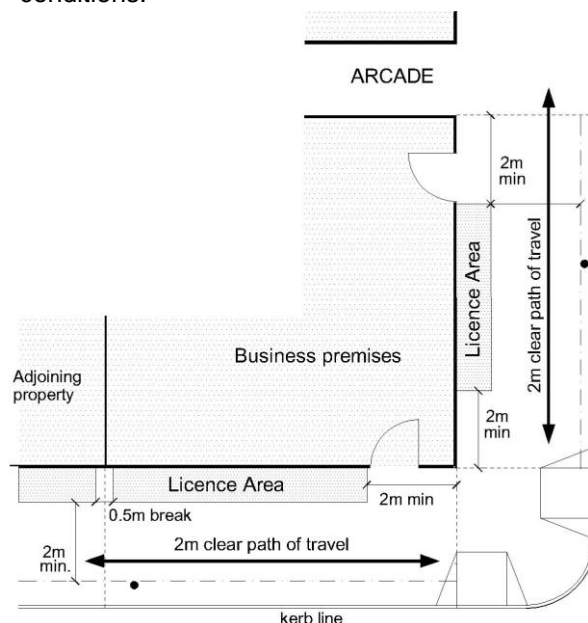 conditions.
ARCADE
2m
min
Licence Area
2m clear path of travel
Business premises
Adjoining
property
2m
min
Licence Area
2m min
0.5m break
2m
min.
2m clear path of travel
kerb line